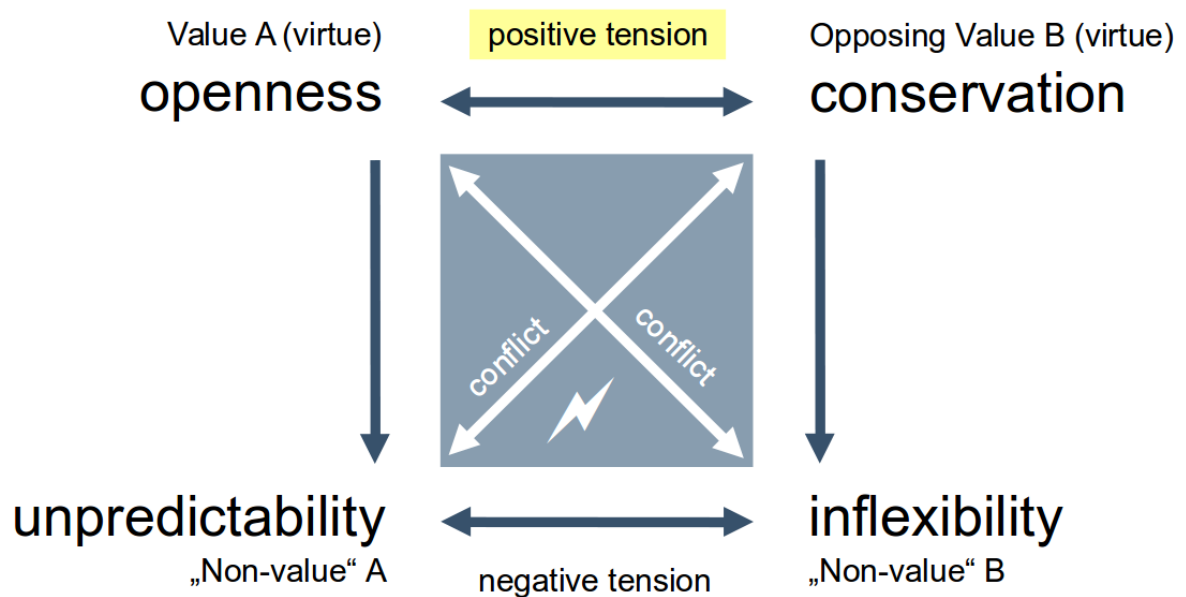 Value A (virtue)
positive tension
Opposing Value B (virtue)
openness
conservation
conflict
conflict
unpredictability
inflexibility
„Non-value“ A
negative tension
„Non-value“ B